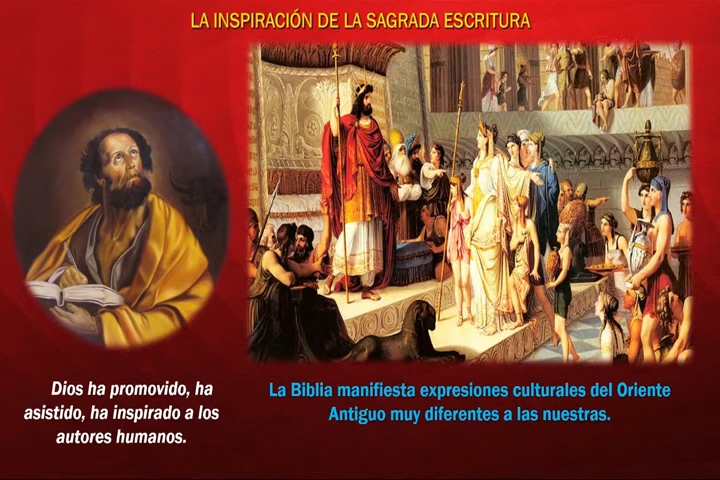 LA INSPIRACIÓN DE LA SAGRADA ESCRITURA
Dios ha promovido, ha
asistido, ha inspirado a los
autores humanos.
La Biblia manifiesta expresiones culturales del Oriente
Antiguo muy diferentes a las nuestras.